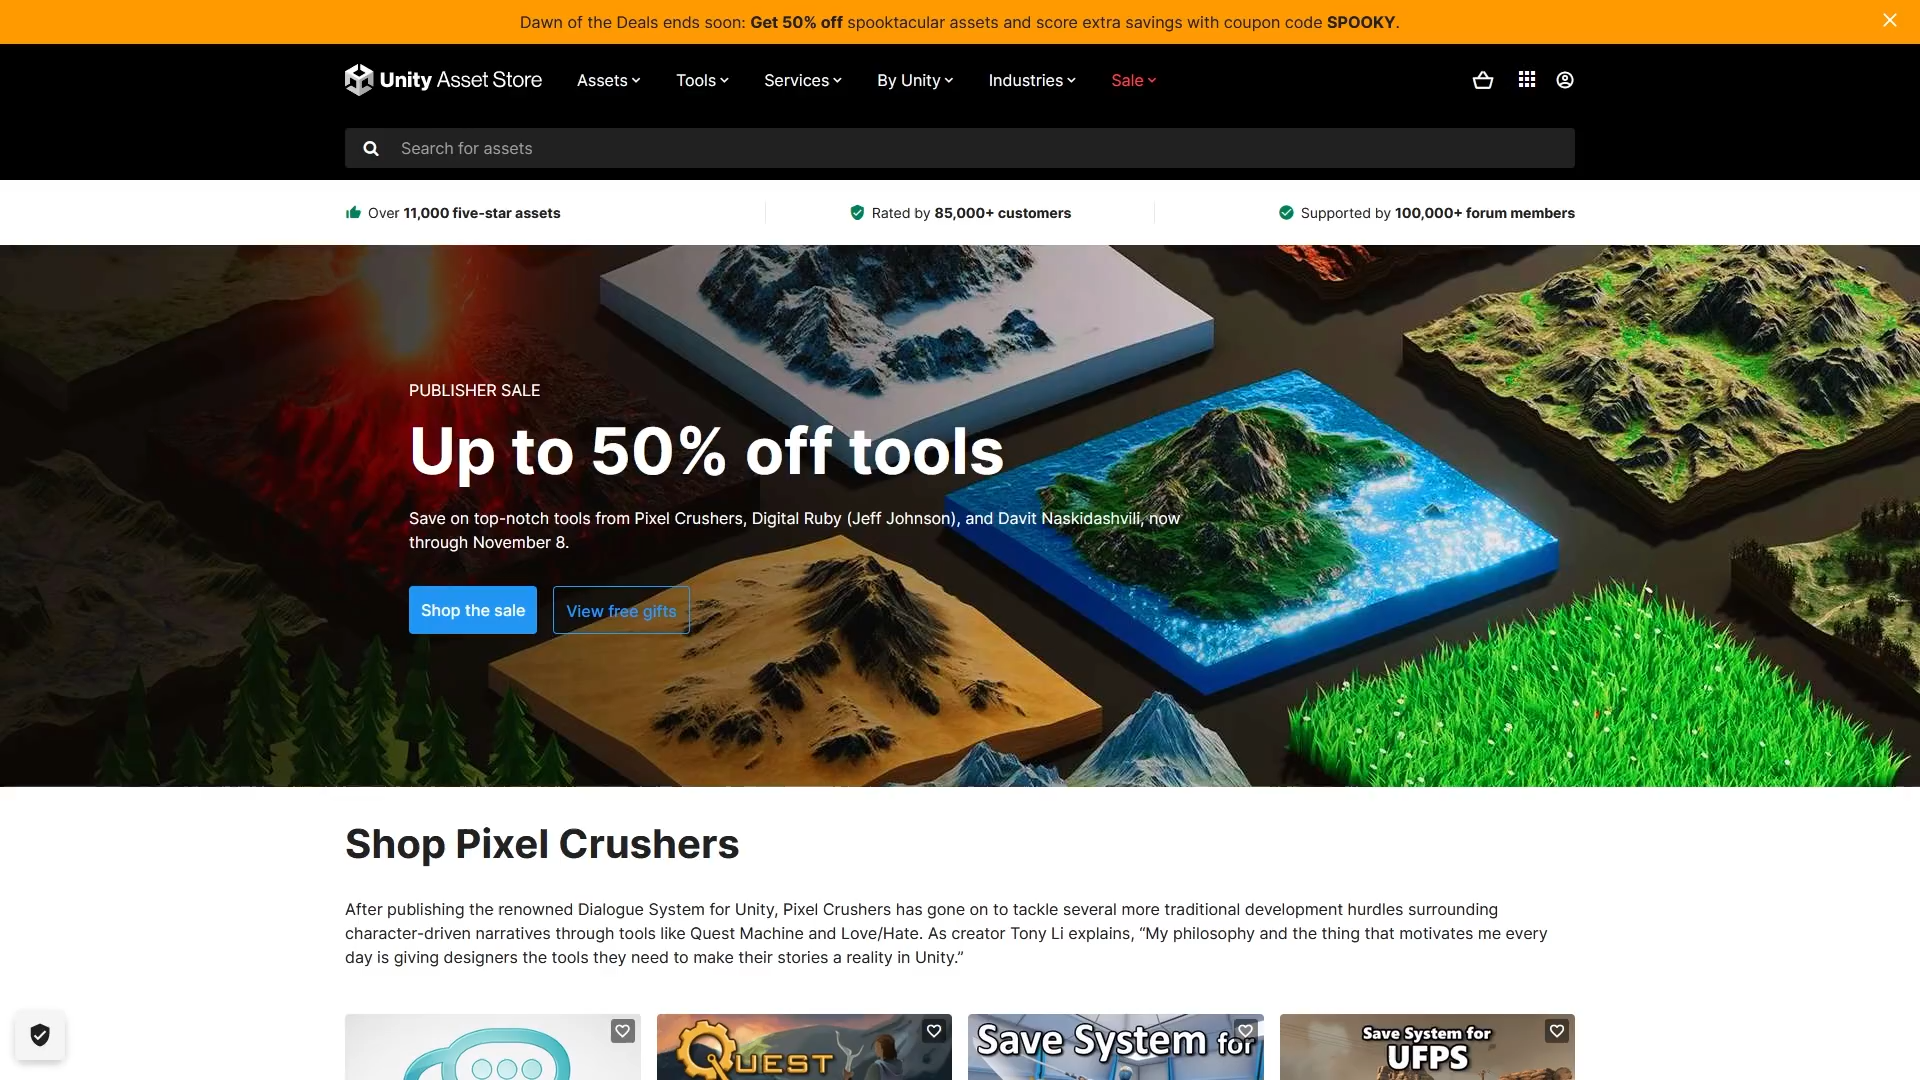 Dawn of the Deals ends soon: Get 50% off spooktacular assets and score extra savings with coupon code SPOOKY.
Unity Asset Store
Assets
Tools
Services
By Unity
Industries
Sale
Search for assets
Over 11,000 five-star assets
Rated by 85,000+ customers
Supported by 100,000+ forum members
PUBLISHER SALE
Up to 50% off tools
Save on top-notch tools from Pixel Crushers, Digital Ruby (Jeff Johnson), and Davit Naskidashvili, now
through November 8.
Shop the sale
View free gifts
Shop Pixel Crushers
After publishing the renowned Dialogue System for Unity, Pixel Crushers has gone on to tackle several more traditional development hurdles surrounding
character-driven narratives through tools like Quest Machine and Love/Hate. As creator Tony Li explains, “My philosophy and the thing that motivates me every
day is giving designers the tools they need to make their stories a reality in Unity.”
QUEST
Save System for
Save System for
UFPS